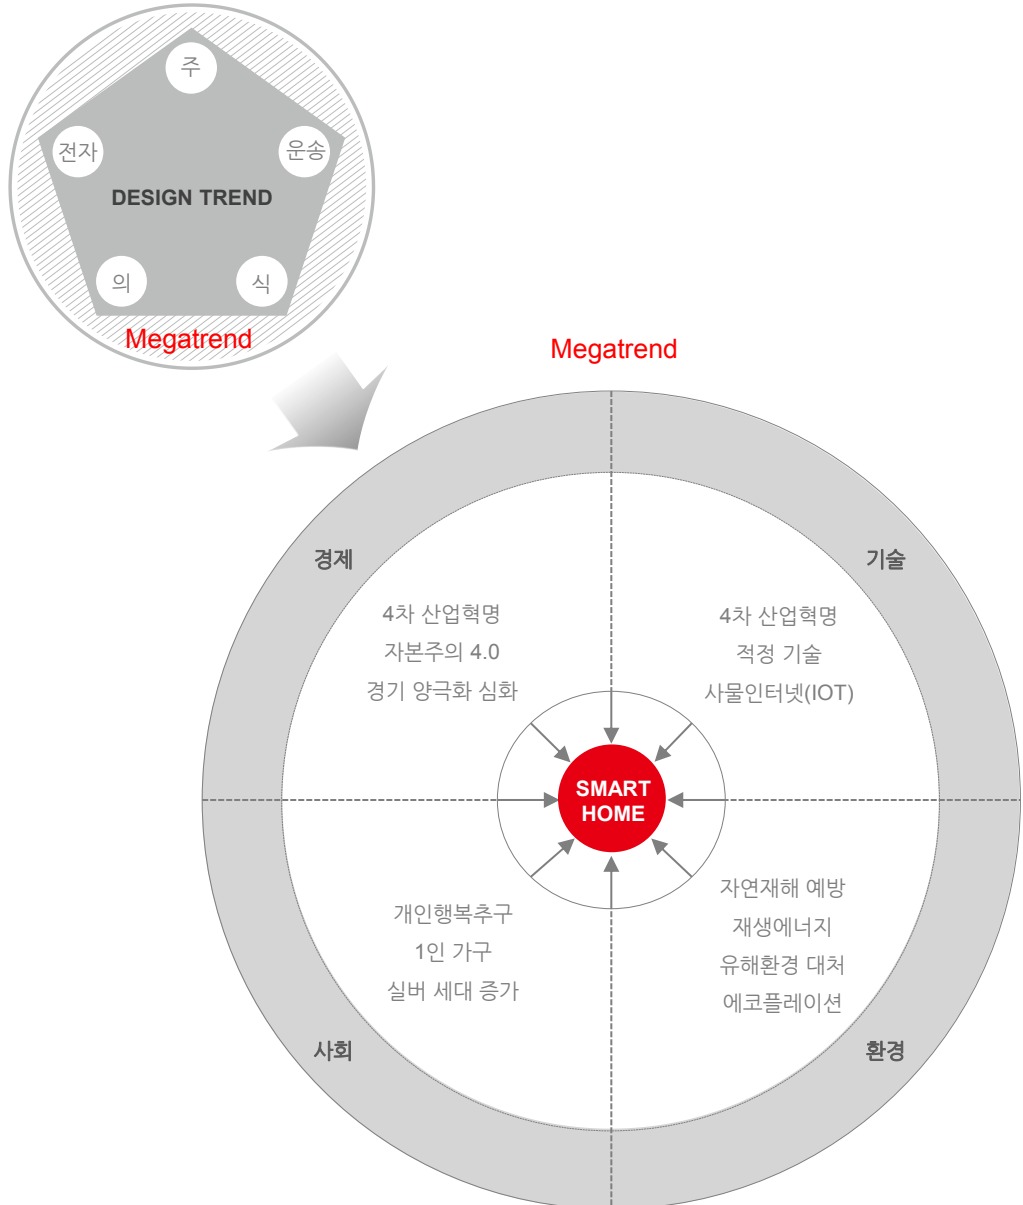 주
전자
운송
DESIGN TREND
의
식
Megatrend
Megatrend
경제
기술
4차 산업혁명
자본주의 4.0
경기 양극화 심화
4차 산업혁명
적정 기술
사물인터넷(IOT)
SMART
HOME
개인행복추구
1인 가구
실버 세대 증가
자연재해 예방
재생에너지
유해환경 대처
에코플레이션
사회
환경